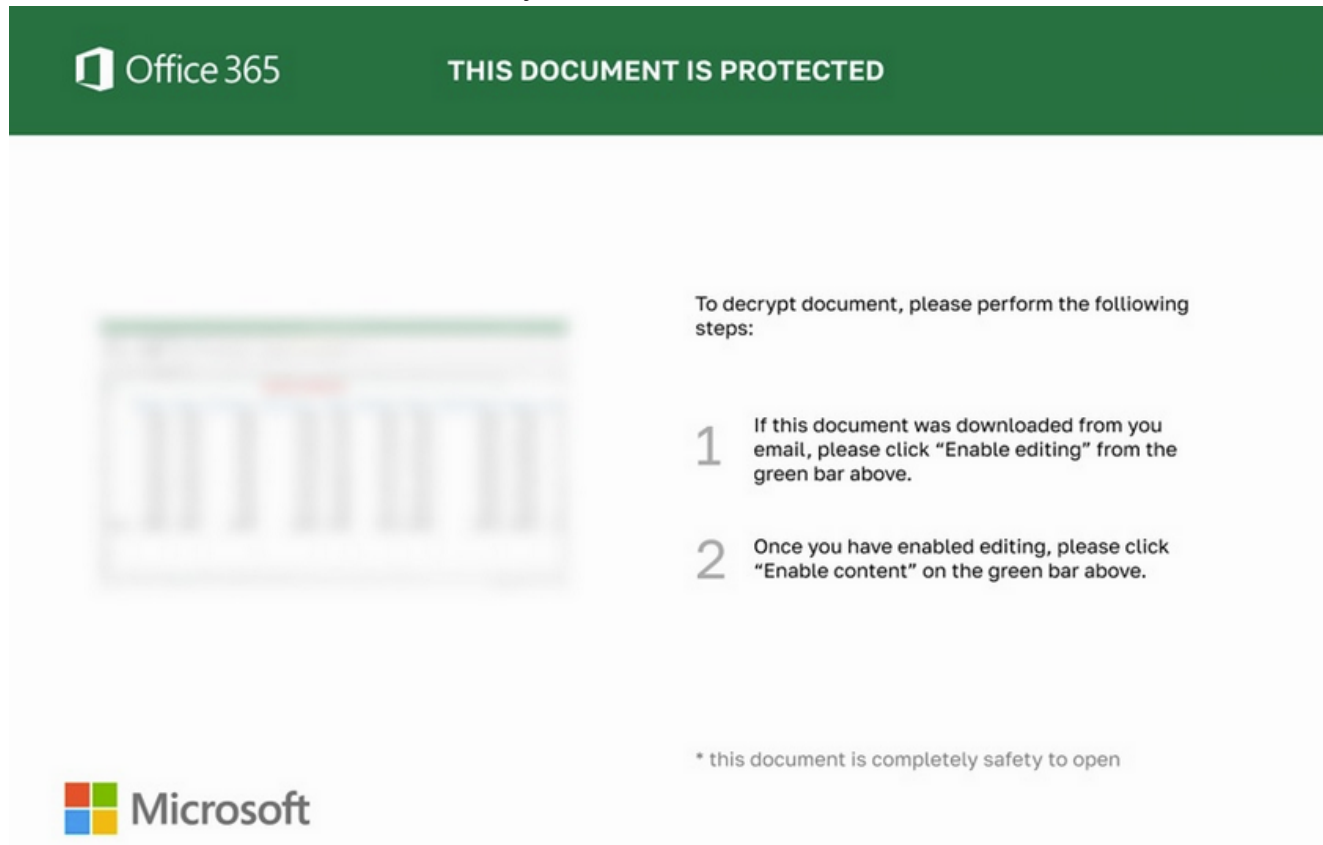 Office 365
THIS DOCUMENT IS PROTECTED
To decrypt document, please perform the folliowing
steps:
1
If this document was downloaded from you
email, please click “Enable editing” from the
green bar above.
2
Once you have enabled editing, please click
“Enable content” on the green bar above.
* this document is completely safety to open
Microsoft